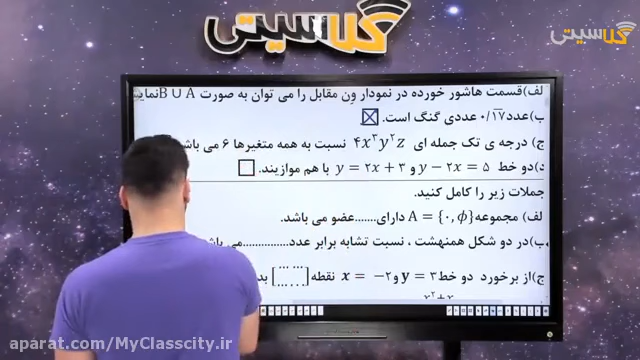 کلاسیتی
کلاسیتی
لف)قسمت هاشور خورده در نمودار وِن مقابل را می توان به صورت B ∪ A نمایی
ب)عدد ۰/۱۷̅ عددی گنگ است. ☒
ج) درجه ی تک جمله ای ۴x³y²z نسبت به همه متغیرها ۶ می باش
د)دو خط y − ۲x = ۵ و y = ۲x + ۳ با هم موازیند. ☐
جملات زیر را کامل کنید.
لف) مجموعه A = {۰, ϕ} دارای.......عضو می باشد.
ب)در دو شکل همنهشت ، نسبت تشابه برابر عدد...............می باش
ج)از برخورد دو خط y = ۳ و x = −۲ نقطه [... ...] بد
aparat.com/MyClasscity.ir